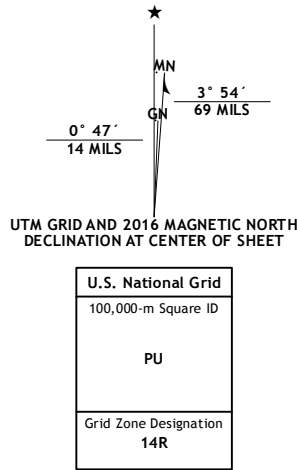 MN
GN
3° 54´
69 MILS
0° 47´
14 MILS
UTM GRID AND 2016 MAGNETIC NORTH
DECLINATION AT CENTER OF SHEET
U.S. National Grid
100,000-m Square ID
PU
Grid Zone Designation
14R